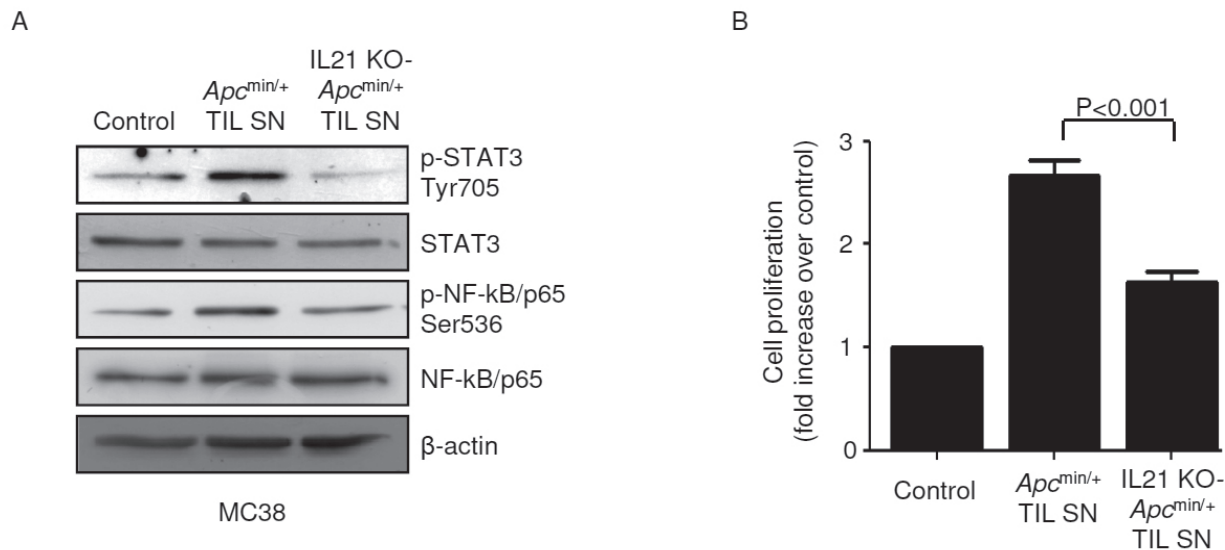 A
Control
Apcmin/+
TIL SN
IL21 KO-
Apcmin/+
TIL SN
p-STAT3
Tyr705
STAT3
p-NF-kB/p65
Ser536
NF-kB/p65
β-actin
MC38
B
P<0.001
Cell proliferation
(fold increase over control)
3
2
1
0
Control
Apcmin/+
TIL SN
IL21 KO-
Apcmin/+
TIL SN